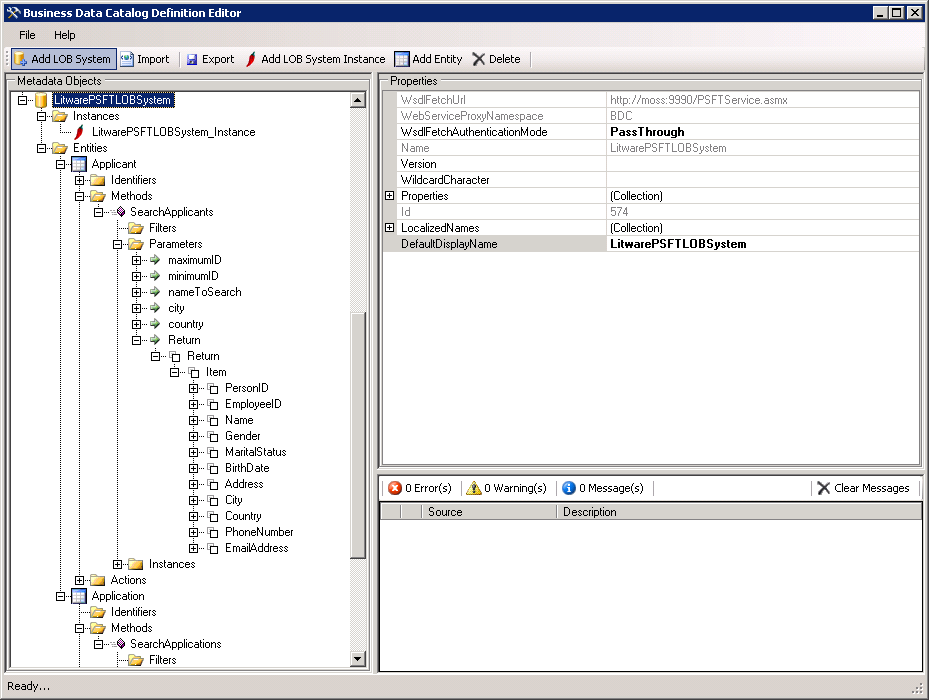 Business Data Catalog Definition Editor
File Help
Add LOB System Import Export Add LOB System Instance Add Entity Delete
Metadata Objects
LitwarePSFTLOBSystem
Instances
LitwarePSFTLOBSystem_Instance
Entities
Applicant
Identifiers
Methods
SearchApplicants
Filters
Parameters
maximumID
minimumID
nameToSearch
city
country
Return
Return
Item
PersonID
EmployeeID
Name
Gender
MaritalStatus
BirthDate
Address
City
Country
PhoneNumber
EmailAddress
Instances
Actions
Application
Identifiers
Methods
SearchApplications
Filters
Properties
WsdlFetchUrl http://moss:9990/PSFTService.asmx
WebServiceProxyNamespace BDC
WsdlFetchAuthenticationMode PassThrough
Name LitwarePSFTLOBSystem
Version
WildcardCharacter
Properties (Collection)
Id 574
LocalizedNames (Collection)
DefaultDisplayName LitwarePSFTLOBSystem
0 Error(s) 0 Warning(s) 0 Message(s) Clear Messages
Source Description
Ready...